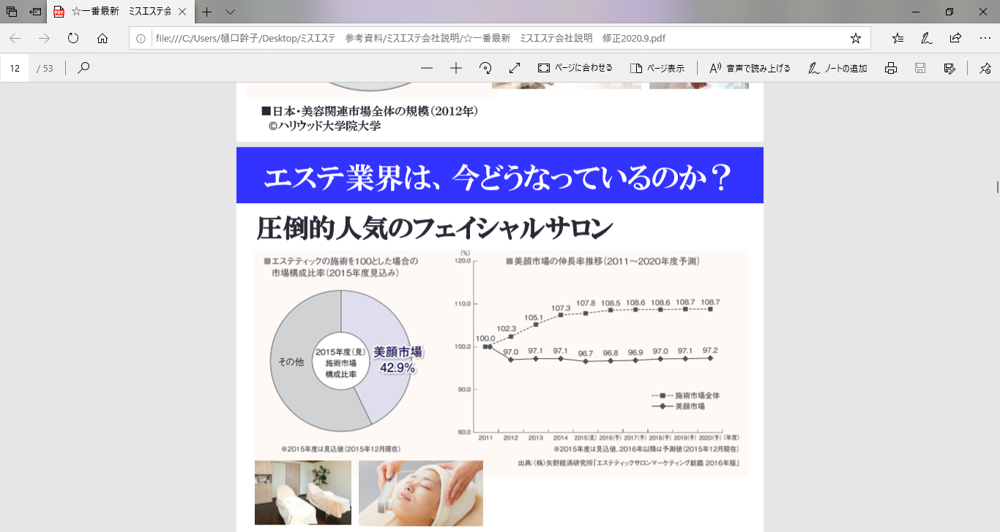 ☆一番最新　ミスエステ会
file:///C:/Users/樋口幹子/Desktop/ミスエステ　参考資料/ミスエステ会社説明/☆一番最新　ミスエステ会社説明　修正2020.9.pdf
12 / 53
ページに合わせる
ページ表示
音声で読み上げる
ノートの追加
■日本・美容関連市場全体の規模（2012年）
©ハリウッド大学院大学
エステ業界は、今どうなっているのか？
圧倒的人気のフェイシャルサロン
■エステティックの施術を100とした場合の
市場構成比率（2015年度見込み）
その他
2015年度（見）
施術市場
構成比率
美顔市場
42.9%
※2015年度は見込値（2015年12月現在）
■美顔市場の伸長率推移（2011〜2020年度予測）
(%)
120.0
110.0
100.0
90.0
80.0
100.0 102.3 105.1 107.3 107.8 108.5 108.6 108.6 108.7 108.7
97.0 97.1 97.1 96.7 96.8 96.9 97.0 97.1 97.2
施術市場全体
美顔市場
2011 2012 2013 2014 2015(見) 2016(予) 2017(予) 2018(予) 2019(予) 2020(予) (年度)
※2015年度は見込値、2016年以降は予測値（2015年12月現在）
出典：（株）矢野経済研究所「エステティックサロンマーケティング総鑑 2016年版」